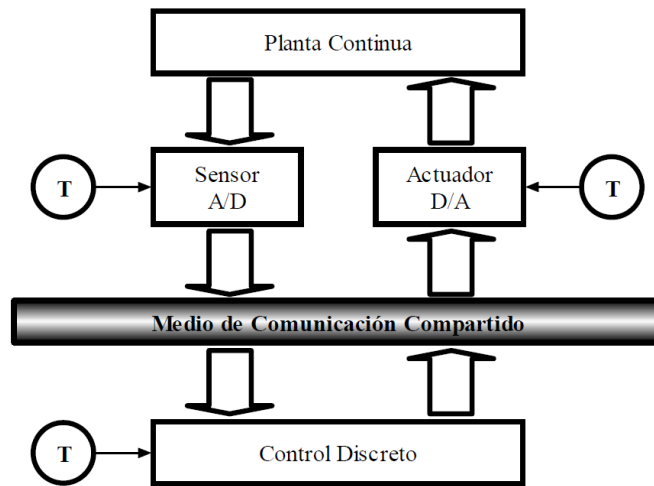 Planta Continua
T
Sensor
A/D
Actuador
D/A
T
Medio de Comunicación Compartido
T
Control Discreto